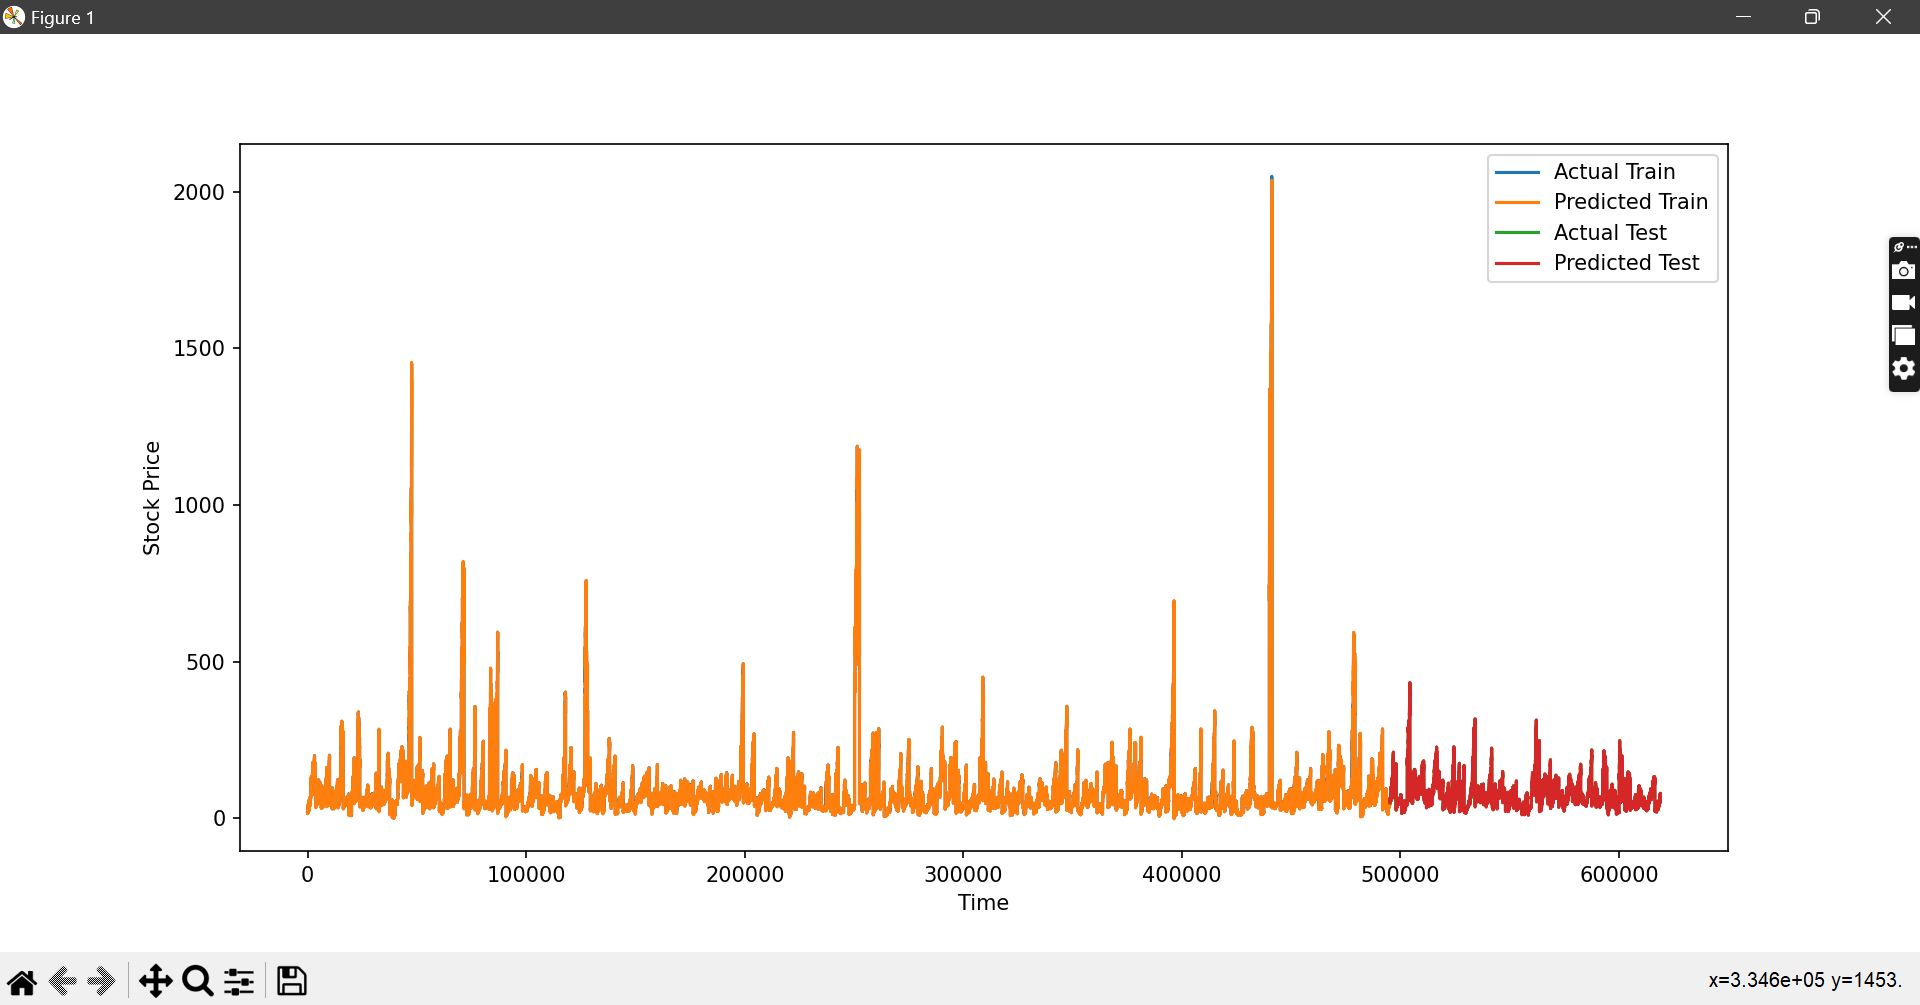 Figure 1
Actual Train
Predicted Train
Actual Test
Predicted Test
2000
1500
1000
500
0
Stock Price
0 100000 200000 300000 400000 500000 600000
Time
x=3.346e+05 y=1453.